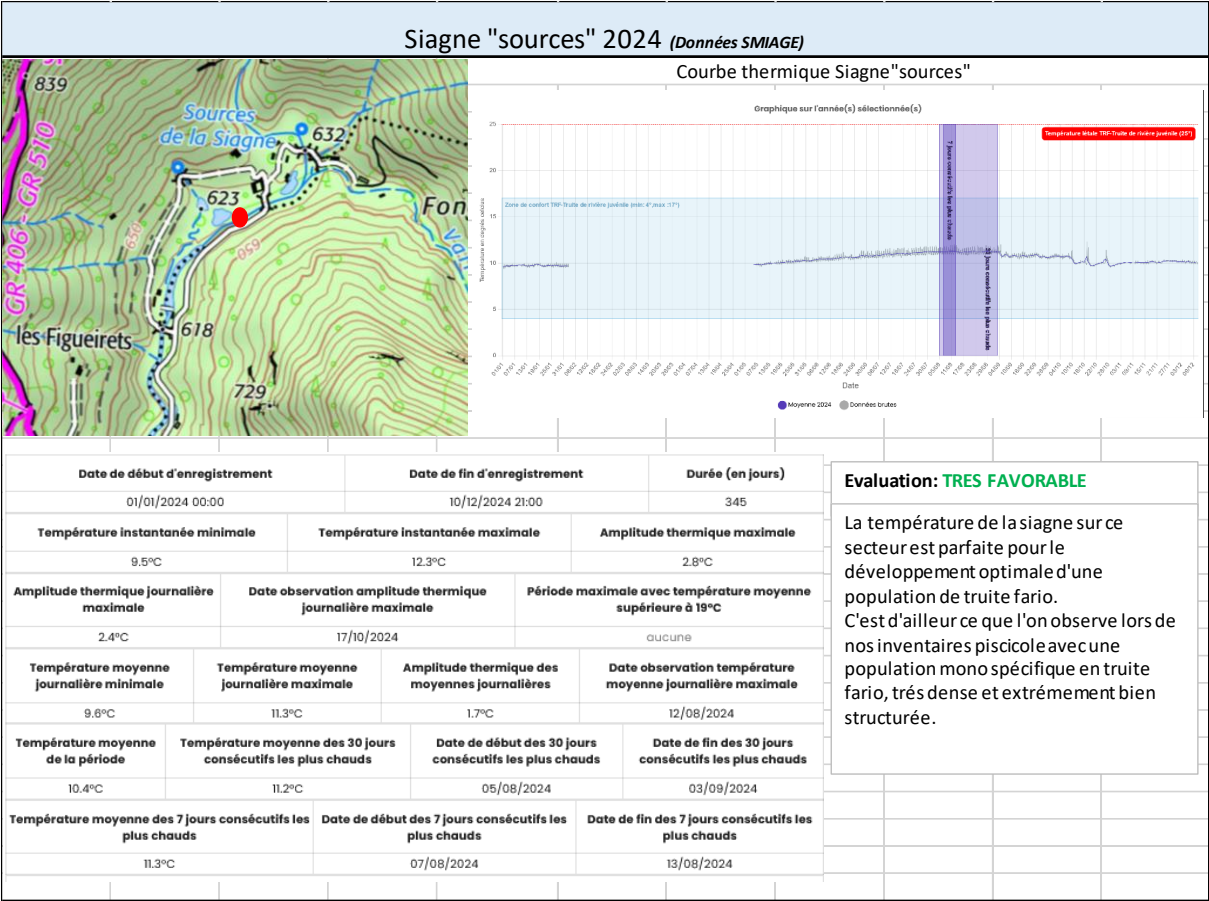 Siagne "sources" 2024 (Données SMIAGE)
839
Sources
de la Siagne
632
623
GR 406 - GR 510
650
650
Fon
les Figueirets
618
729
Courbe thermique Siagne"sources"
Graphique sur l'année(s) sélectionnée(s)
Température létale TRF-Truite de rivière juvénile (25°)
Zone de confort TRF-Truite de rivière juvénile (min: 4°,max :17°)
7 jours consécutifs les plus chauds
30 jours consécutifs les plus chauds
Température en degrés celsius
25
20
15
10
5
0
Date
Moyenne 2024
Données brutes
Date de début d'enregistrement
Date de fin d'enregistrement
Durée (en jours)
01/01/2024 00:00
10/12/2024 21:00
345
Température instantanée minimale
Température instantanée maximale
Amplitude thermique maximale
9.5°C
12.3°C
2.8°C
Amplitude thermique journalière
maximale
Date observation amplitude thermique
journalière maximale
Période maximale avec température moyenne
supérieure à 19°C
2.4°C
17/10/2024
aucune
Température moyenne
journalière minimale
Température moyenne
journalière maximale
Amplitude thermique des
moyennes journalières
Date observation température
moyenne journalière maximale
9.6°C
11.3°C
1.7°C
12/08/2024
Température moyenne
de la période
Température moyenne des 30 jours
consécutifs les plus chauds
Date de début des 30 jours
consécutifs les plus chauds
Date de fin des 30 jours
consécutifs les plus chauds
10.4°C
11.2°C
05/08/2024
03/09/2024
Température moyenne des 7 jours consécutifs les
plus chauds
Date de début des 7 jours consécutifs les
plus chauds
Date de fin des 7 jours consécutifs les
plus chauds
11.3°C
07/08/2024
13/08/2024
Evaluation: TRES FAVORABLE
La température de la siagne sur ce
secteur est parfaite pour le
développement optimale d'une
population de truite fario.
C'est d'ailleur ce que l'on observe lors de
nos inventaires piscicole avec une
population mono spécifique en truite
fario, trés dense et extrémement bien
structurée.